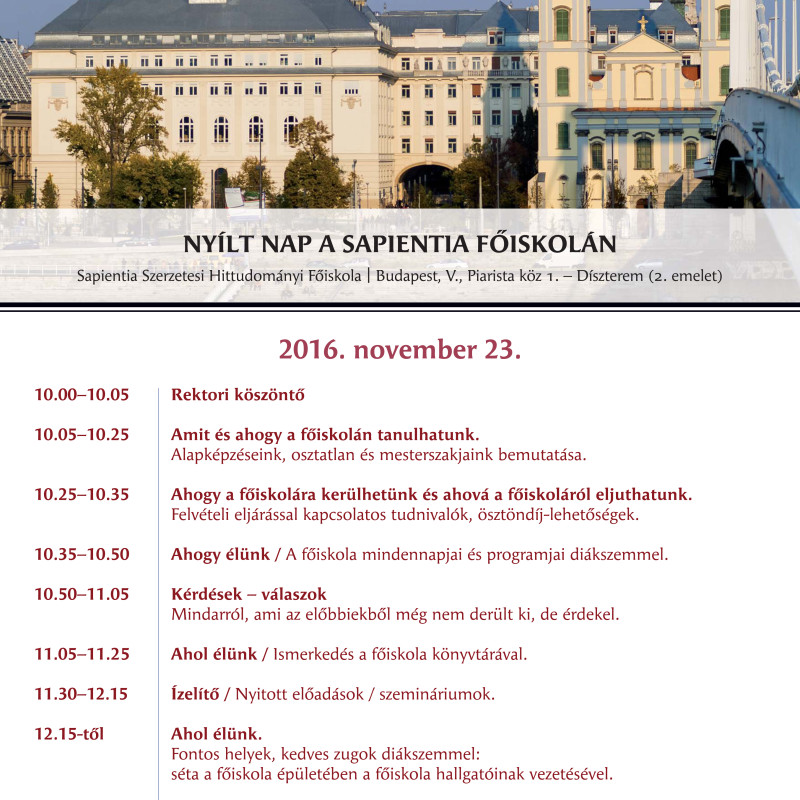 NYÍLT NAP A SAPIENTIA FŐISKOLÁN
Sapientia Szerzetesi Hittudományi Főiskola | Budapest, V., Piarista köz 1. – Díszterem (2. emelet)
2016. november 23.
10.00–10.05 Rektori köszöntő
10.05–10.25 Amit és ahogy a főiskolán tanulhatunk.
Alapképzéseink, osztatlan és mesterszakjaink bemutatása.
10.25–10.35 Ahogy a főiskolára kerülhetünk és ahová a főiskoláról eljuthatunk.
Felvételi eljárással kapcsolatos tudnivalók, ösztöndíj-lehetőségek.
10.35–10.50 Ahogy élünk / A főiskola mindennapjai és programjai diákszemmel.
10.50–11.05 Kérdések – válaszok
Mindarról, ami az előbbiekből még nem derült ki, de érdekel.
11.05–11.25 Ahol élünk / Ismerkedés a főiskola könyvtárával.
11.30–12.15 Ízelítő / Nyitott előadások / szemináriumok.
12.15-től Ahol élünk.
Fontos helyek, kedves zugok diákszemmel:
séta a főiskola épületében a főiskola hallgatóinak vezetésével.